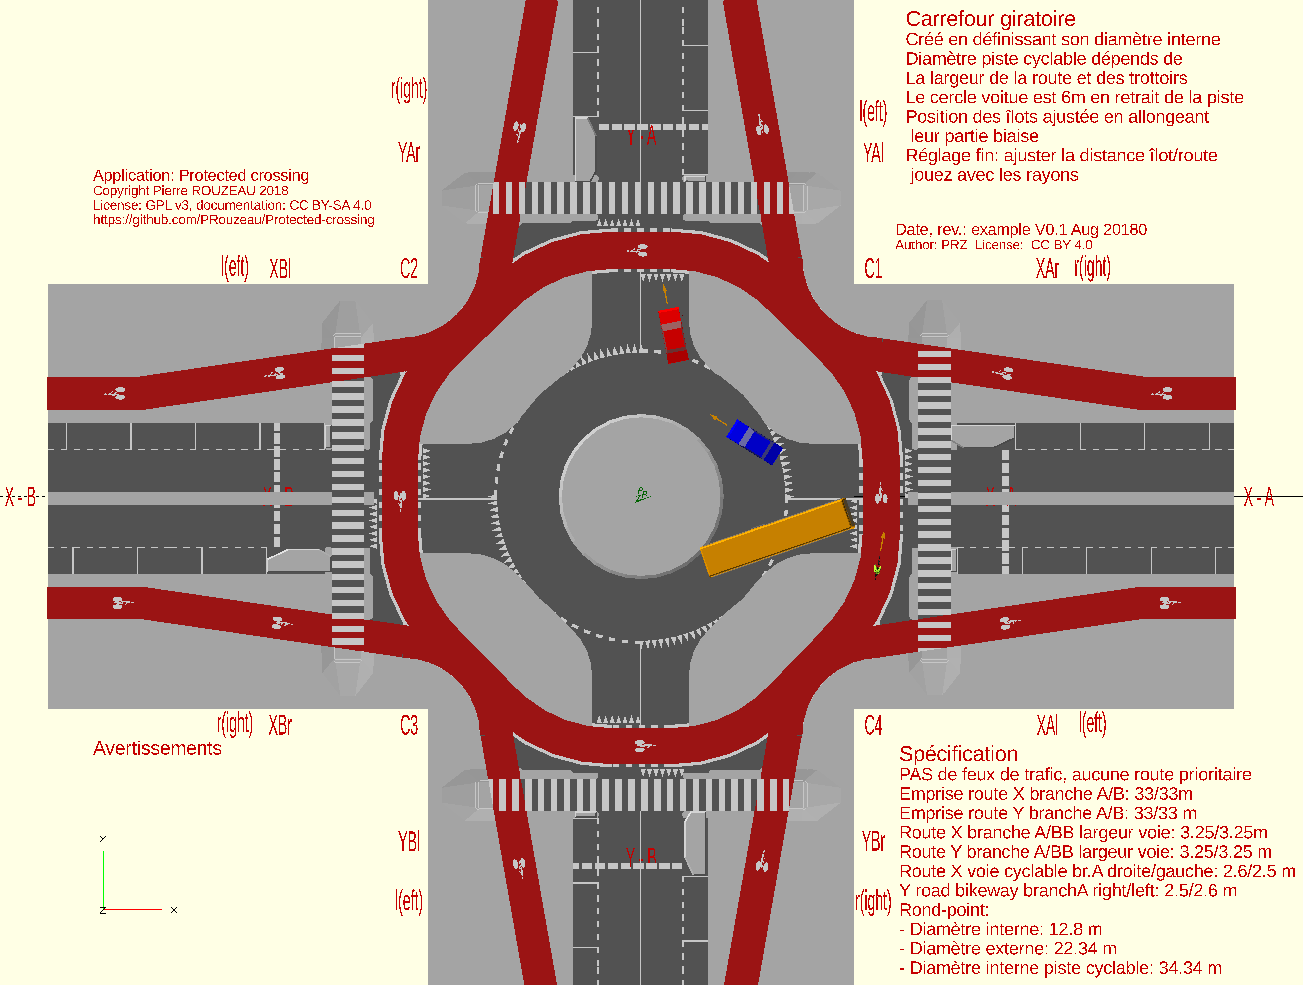 Carrefour giratoire
Créé en définissant son diamètre interne
Diamètre piste cyclable dépends de
La largeur de la route et des trottoirs
Le cercle voitue est 6m en retrait de la piste
Position des îlots ajustée en allongeant
leur partie biaise
Réglage fin: ajuster la distance îlot/route
jouez avec les rayons
r(ight)
l(eft)
YAr
YAl
Y - A
Application: Protected crossing
Copyright Pierre ROUZEAU 2018
License: GPL v3, documentation: CC BY-SA 4.0
https://github.com/PRouzeau/Protected-crossing
Date, rev.: example V0.1 Aug 20180
Author: PRZ License: CC BY 4.0
l(eft) XBl
C2
C1
XAr r(ight)
X - B
X - A
r(ight) XBr
C3
C4
XAl l(eft)
Avertissements
YBl
YBr
Y - B
l(eft)
r(ight)
Spécification
PAS de feux de trafic, aucune route prioritaire
Emprise route X branche A/B: 33/33m
Emprise route Y branche A/B: 33/33 m
Route X branche A/BB largeur voie: 3.25/3.25m
Route Y branche A/BB largeur voie: 3.25/3.25 m
Route X voie cyclable br.A droite/gauche: 2.6/2.5 m
Y road bikeway branchA right/left: 2.5/2.6 m
Rond-point:
- Diamètre interne: 12.8 m
- Diamètre externe: 22.34 m
- Diamètre interne piste cyclable: 34.34 m
Y
Z
X